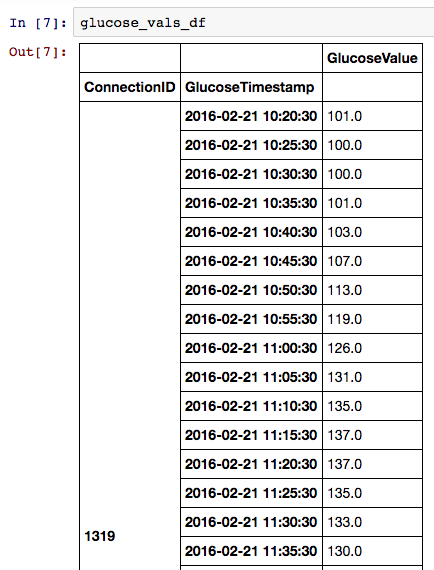 In [7]: glucose_vals_df
Out[7]:
GlucoseValue
ConnectionID GlucoseTimestamp
2016-02-21 10:20:30 101.0
2016-02-21 10:25:30 100.0
2016-02-21 10:30:30 100.0
2016-02-21 10:35:30 101.0
2016-02-21 10:40:30 103.0
2016-02-21 10:45:30 107.0
2016-02-21 10:50:30 113.0
2016-02-21 10:55:30 119.0
2016-02-21 11:00:30 126.0
2016-02-21 11:05:30 131.0
2016-02-21 11:10:30 135.0
2016-02-21 11:15:30 137.0
2016-02-21 11:20:30 137.0
2016-02-21 11:25:30 135.0
2016-02-21 11:30:30 133.0
1319
2016-02-21 11:35:30 130.0